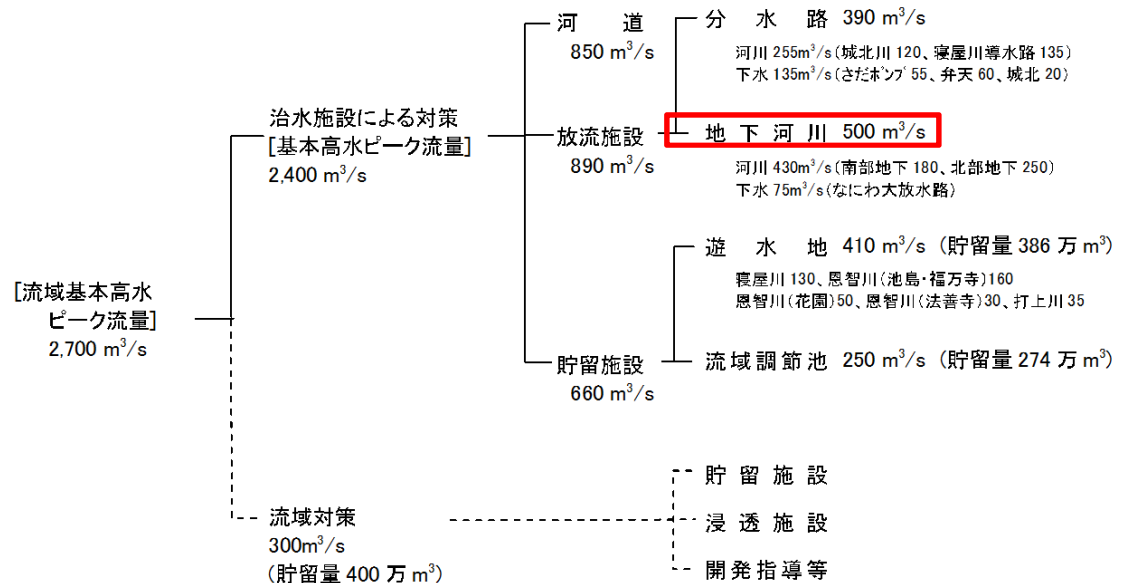 [流域基本高水
ピーク流量]
2,700 m³/s
治水施設による対策
[基本高水ピーク流量]
2,400 m³/s
河道
850 m³/s
放流施設
890 m³/s
分水路 390 m³/s
河川 255m³/s(城北川 120、寝屋川導水路 135)
下水 135m³/s(さだポンプ 55、弁天 60、城北 20)
地下河川 500 m³/s
河川 430m³/s(南部地下 180、北部地下 250)
下水 75m³/s(なにわ大放水路)
貯留施設
660 m³/s
遊水地 410 m³/s (貯留量 386 万 m³)
寝屋川 130、恩智川(池島・福万寺)160
恩智川(花園)50、恩智川(法善寺)30、打上川 35
流域調節池 250 m³/s (貯留量 274 万 m³)
流域対策
300m³/s
(貯留量 400 万 m³)
貯留施設
浸透施設
開発指導等